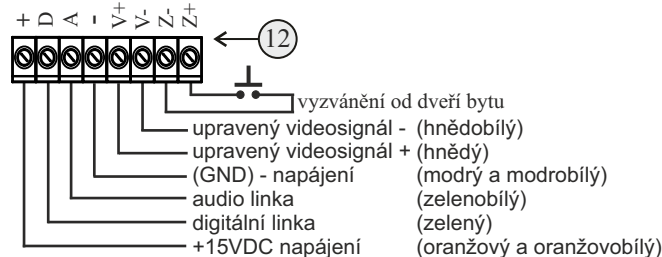 + D A - V+ V- Z- Z+
12
vyzvánění od dveří bytu
upravený videosignál - (hnědobílý)
upravený videosignál + (hnědý)
(GND) - napájení (modrý a modrobílý)
audio linka (zelenobílý)
digitální linka (zelený)
+15VDC napájení (oranžový a oranžovobílý)